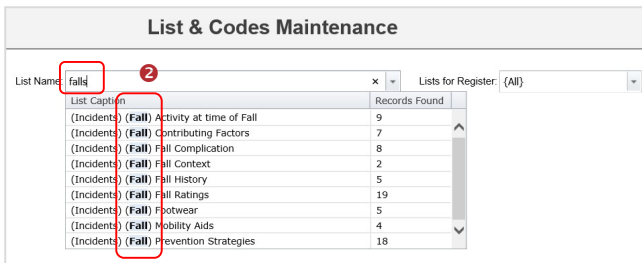 List & Codes Maintenance
2
List Name: falls × Lists for Register: {All}
List Caption Records Found
(Incidents) (Fall) Activity at time of Fall 9
(Incidents) (Fall) Contributing Factors 7
(Incidents) (Fall) Fall Complication 8
(Incidents) (Fall) Fall Context 2
(Incidents) (Fall) Fall History 5
(Incidents) (Fall) Fall Ratings 19
(Incidents) (Fall) Footwear 5
(Incidents) (Fall) Mobility Aids 4
(Incidents) (Fall) Prevention Strategies 18